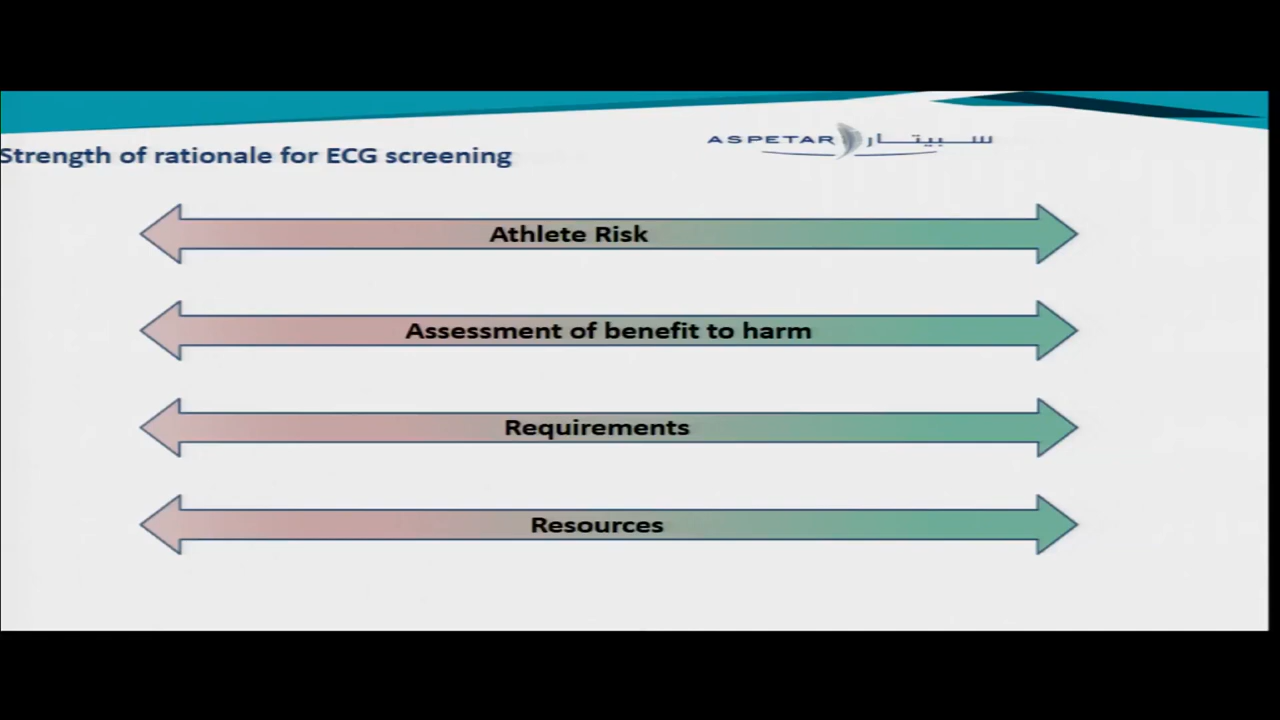 ASPETAR سبيتار
Strength of rationale for ECG screening
Athlete Risk
Assessment of benefit to harm
Requirements
Resources